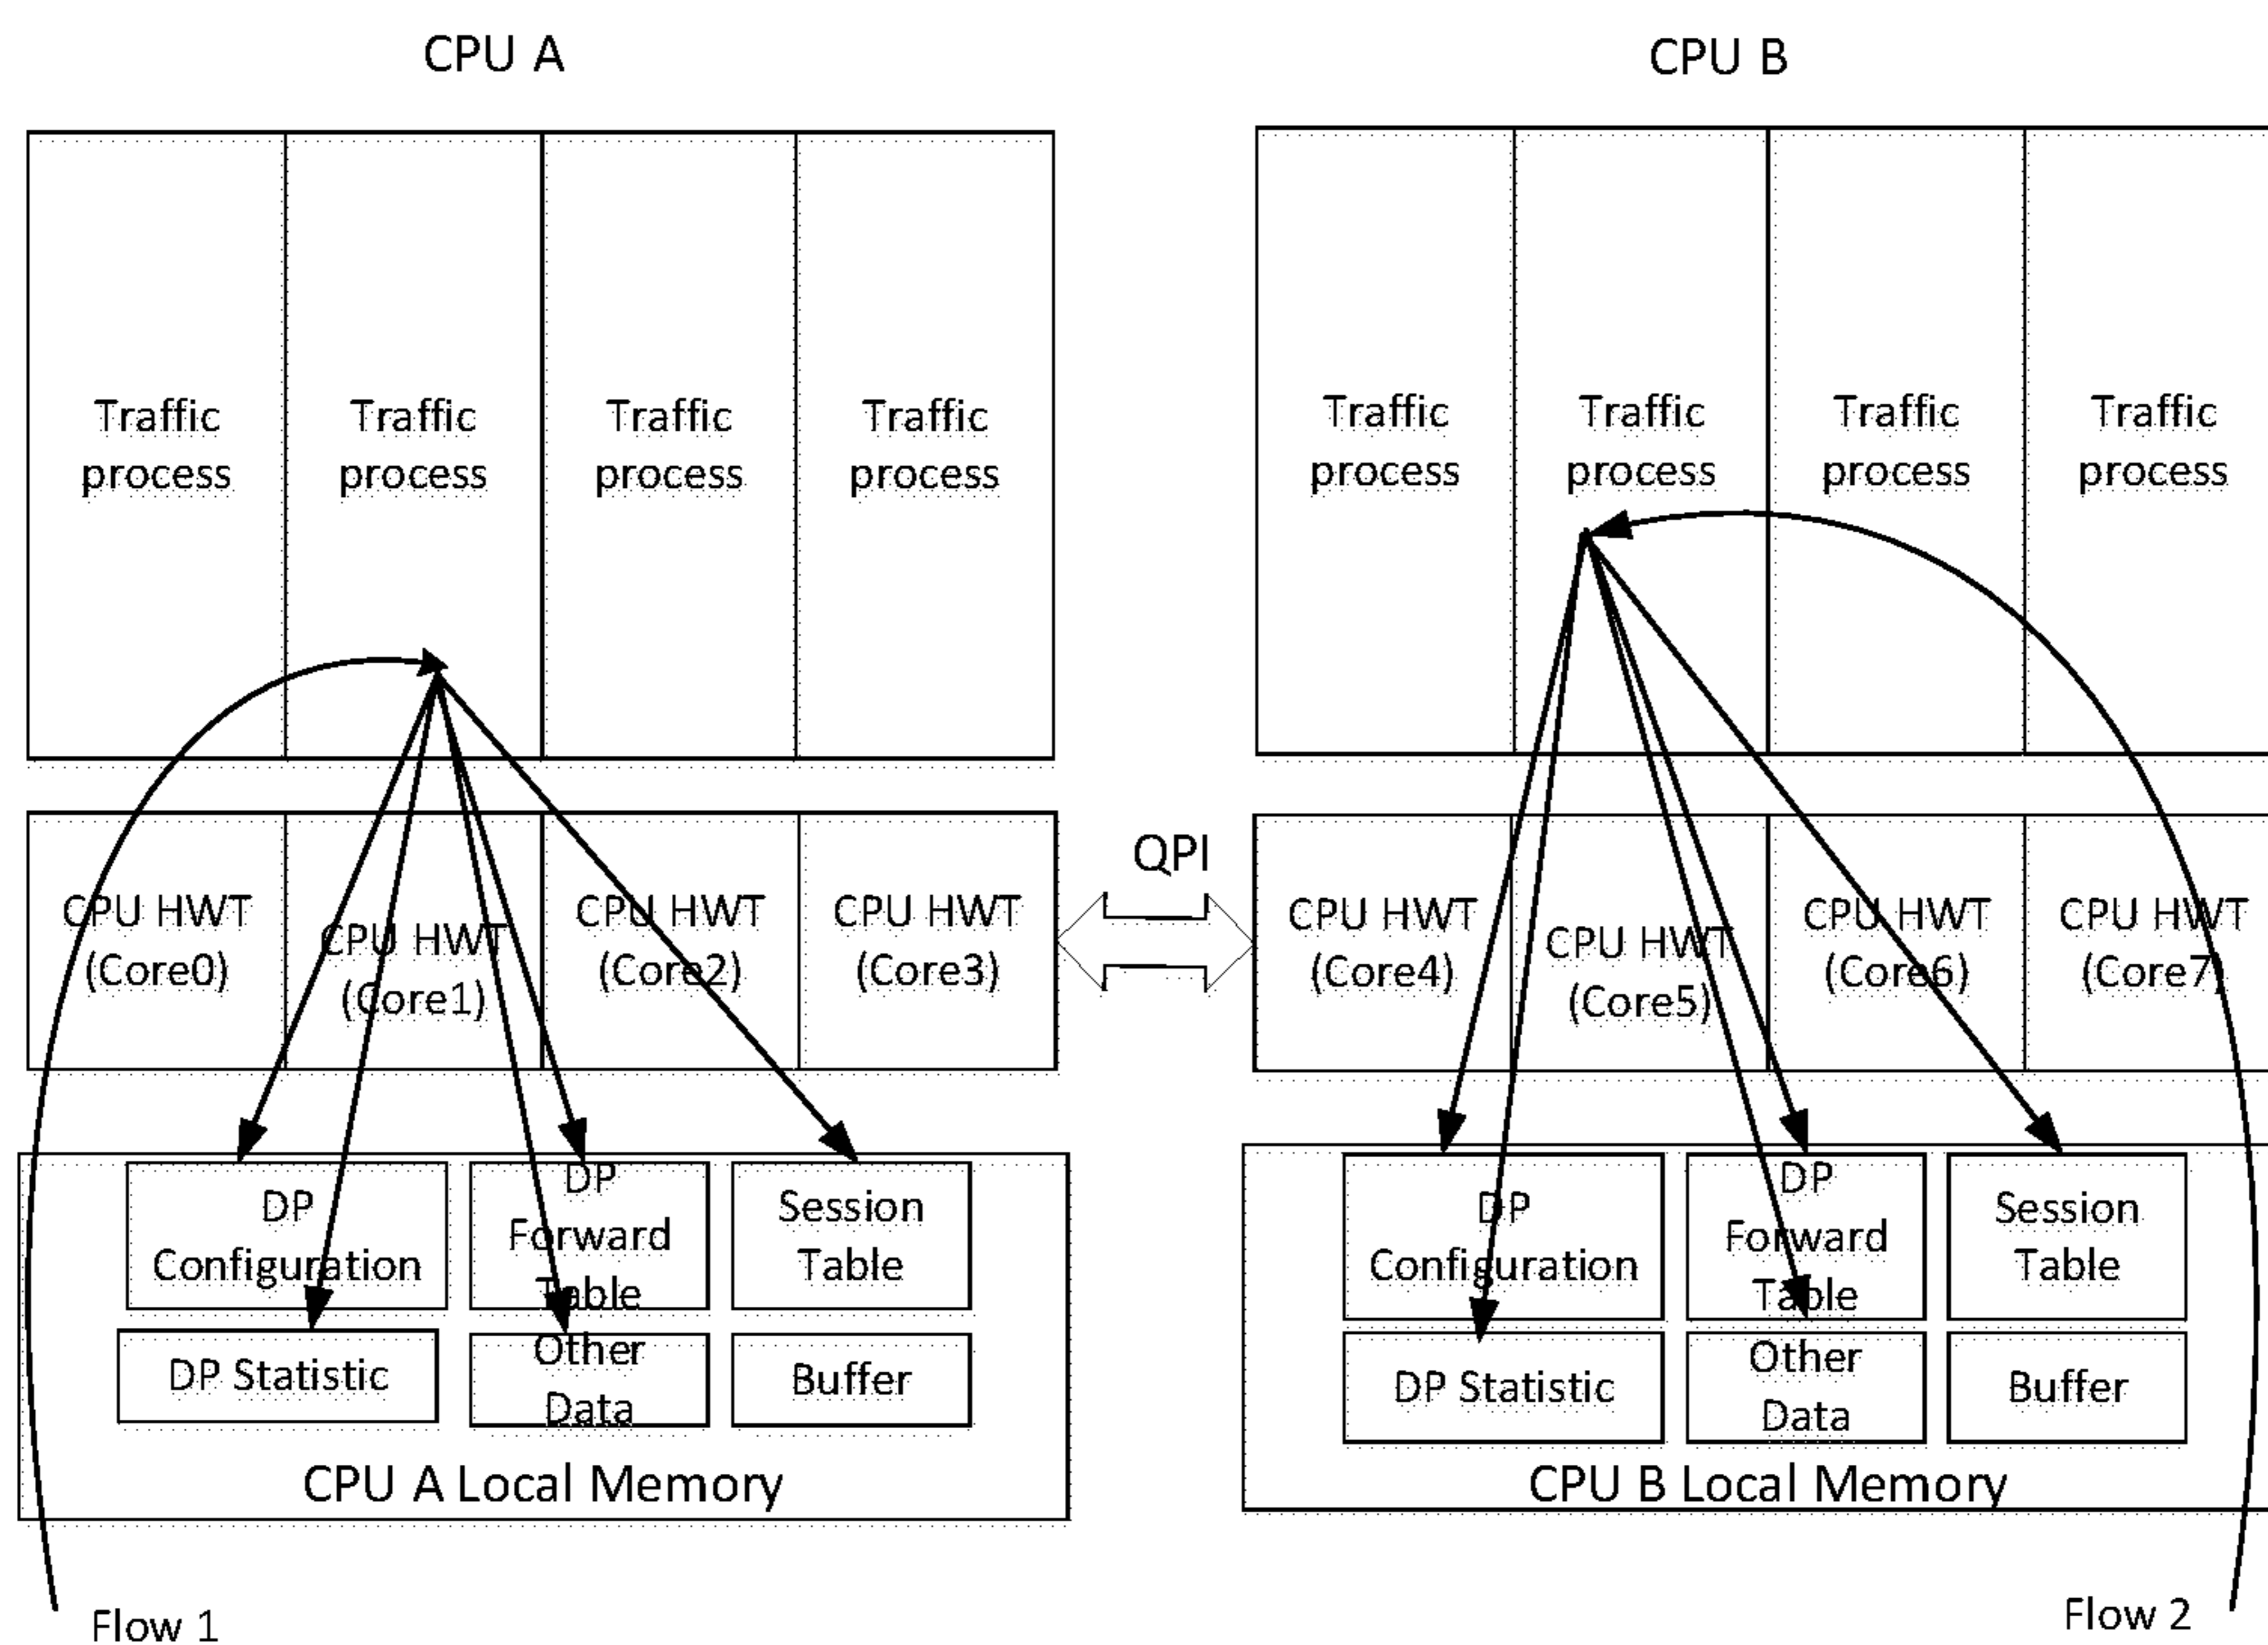 CPU A
CPU B
Traffic
process
Traffic
process
Traffic
process
Traffic
process
Traffic
process
Traffic
process
Traffic
process
Traffic
process
CPU HWT
(Core0)
CPU HWT
(Core1)
CPU HWT
(Core2)
CPU HWT
(Core3)
QPI
CPU HWT
(Core4)
CPU HWT
(Core5)
CPU HWT
(Core6)
CPU HWT
(Core7)
DP
Configuration
DP
Forward
Table
Session
Table
DP Statistic
Other
Data
Buffer
CPU A Local Memory
DP
Configuration
DP
Forward
Table
Session
Table
DP Statistic
Other
Data
Buffer
CPU B Local Memory
Flow 1
Flow 2